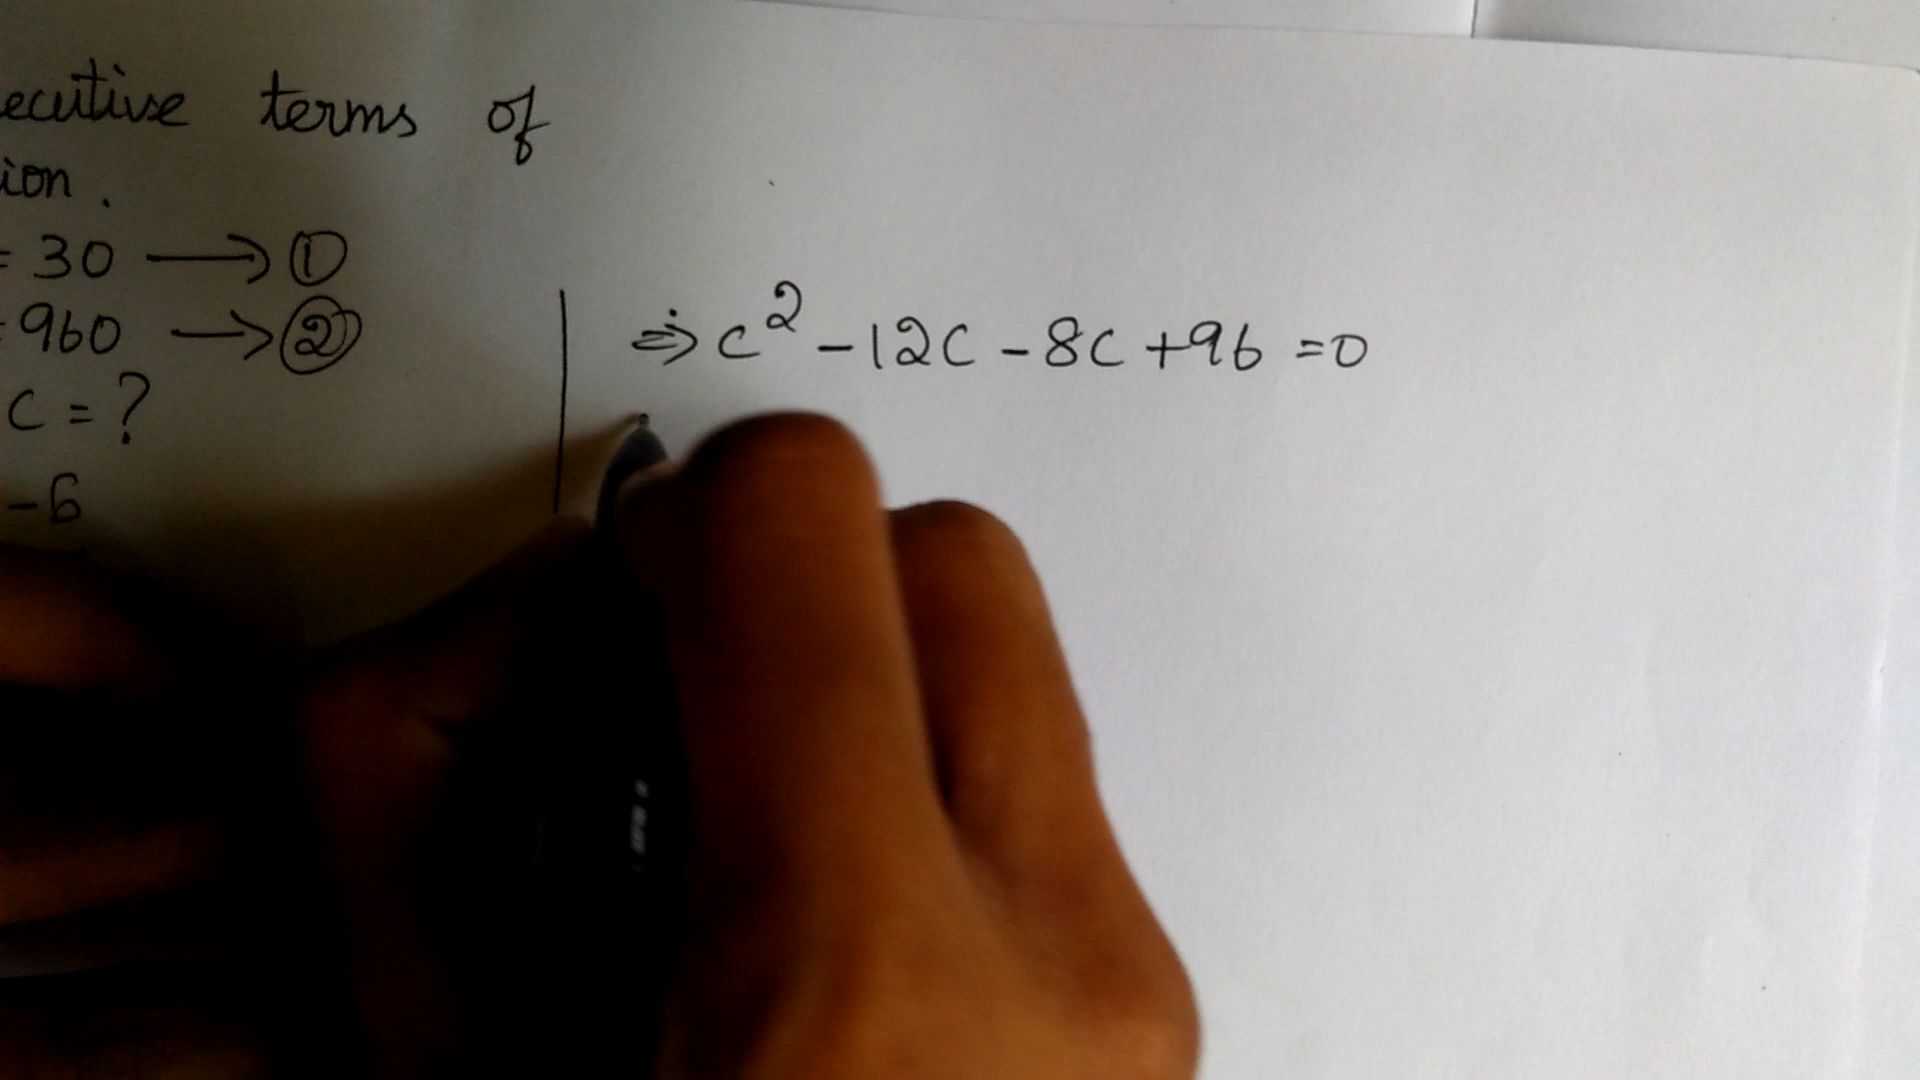 ecutive terms of
ion.
= 30 → ①
960 → ②
c = ?
-6
⇒ c² - 12c - 8c + 96 = 0